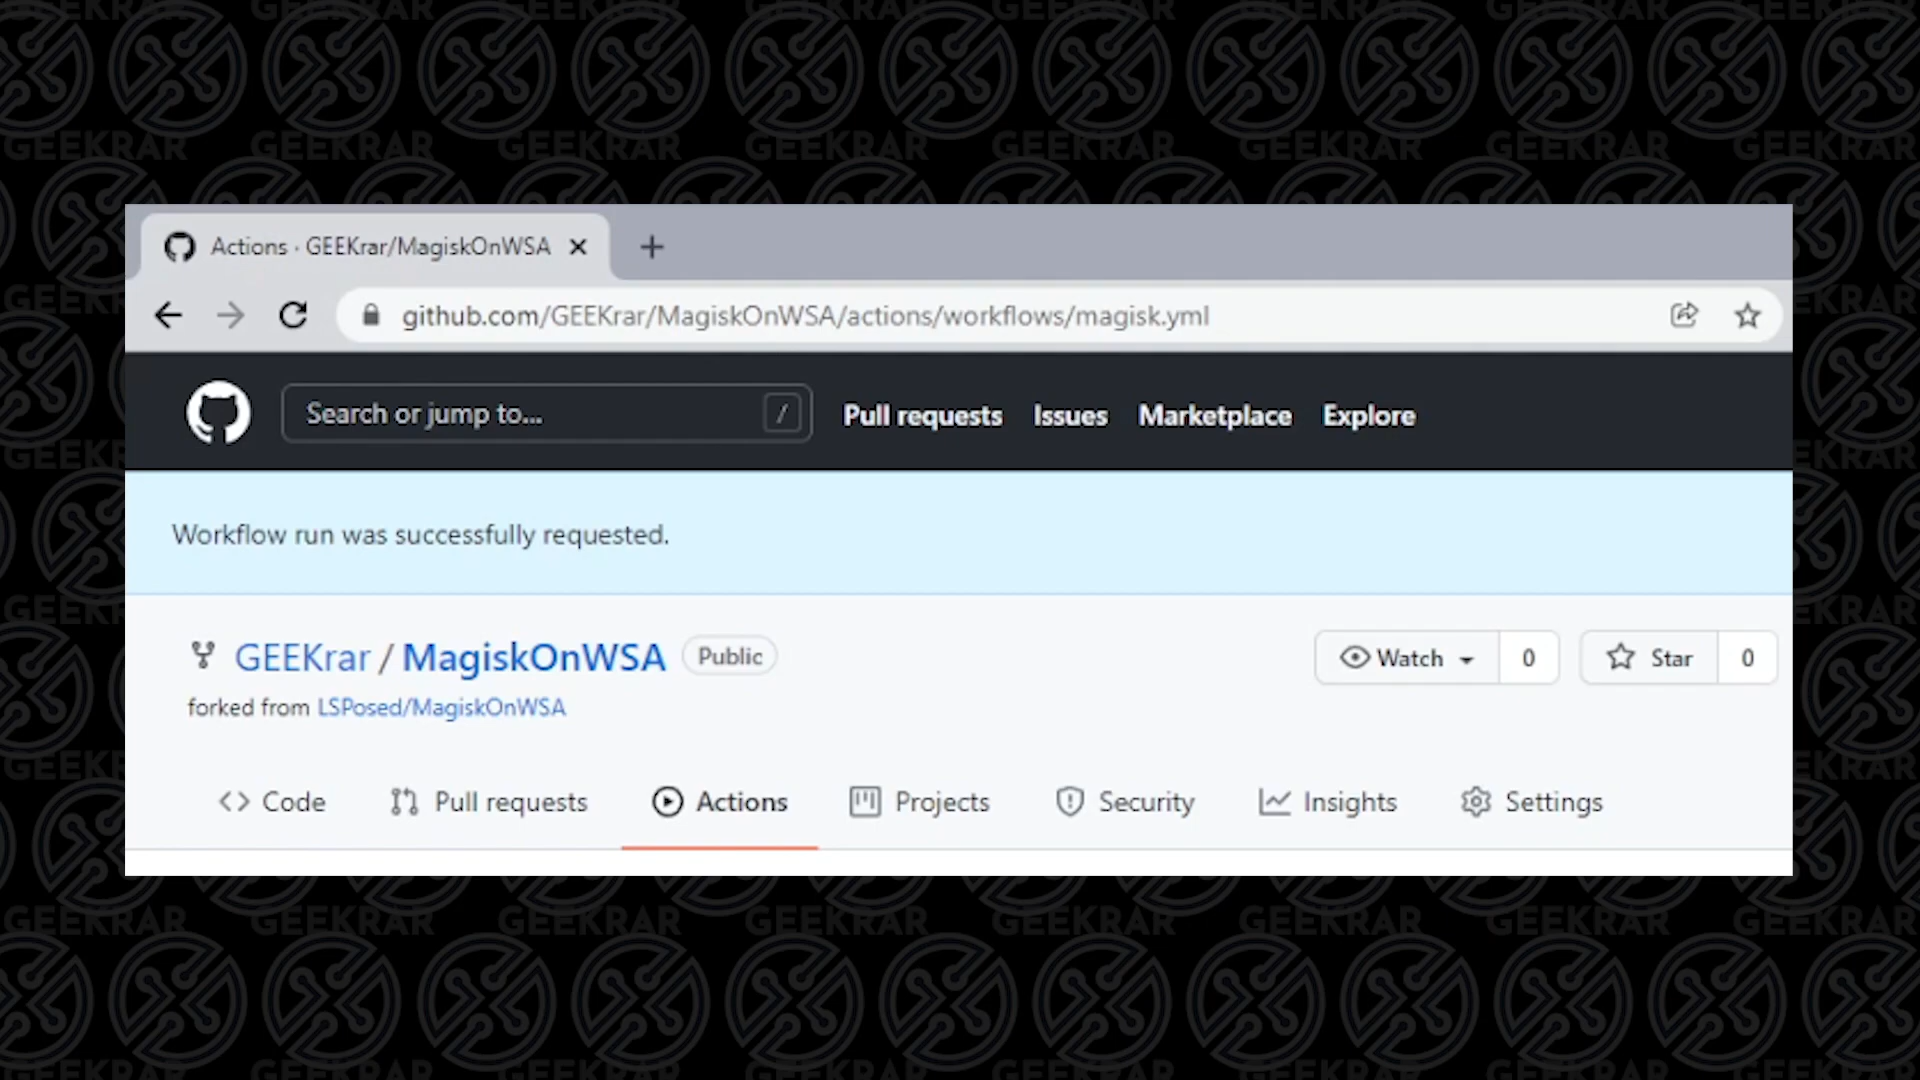 Actions · GEEKrar/MagiskOnWSA
github.com/GEEKrar/MagiskOnWSA/actions/workflows/magisk.yml
Search or jump to... / Pull requests Issues Marketplace Explore
Workflow run was successfully requested.
GEEKrar / MagiskOnWSA Public Watch 0 Star 0
forked from LSPosed/MagiskOnWSA
Code Pull requests Actions Projects Security Insights Settings
GEEKRAR